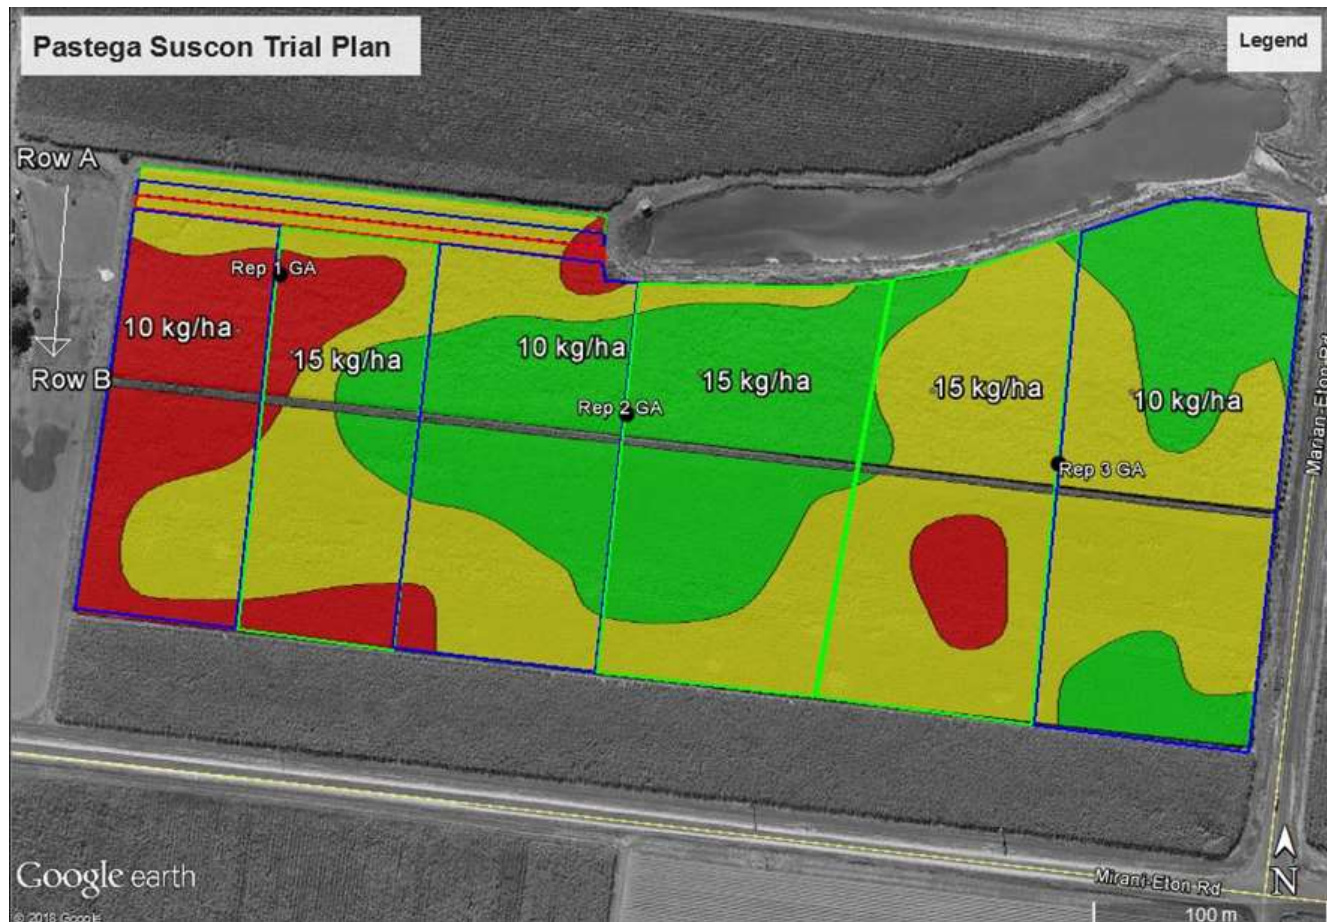 Pastega Suscon Trial Plan
Legend
Row A
Rep 1 GA
10 kg/ha
15 kg/ha
10 kg/ha
15 kg/ha
15 kg/ha
10 kg/ha
Row B
Rep 2 GA
Rep 3 GA
Marian-Eton Rd
Google earth
Mirani-Eton Rd
N
© 2018 Google
100 m